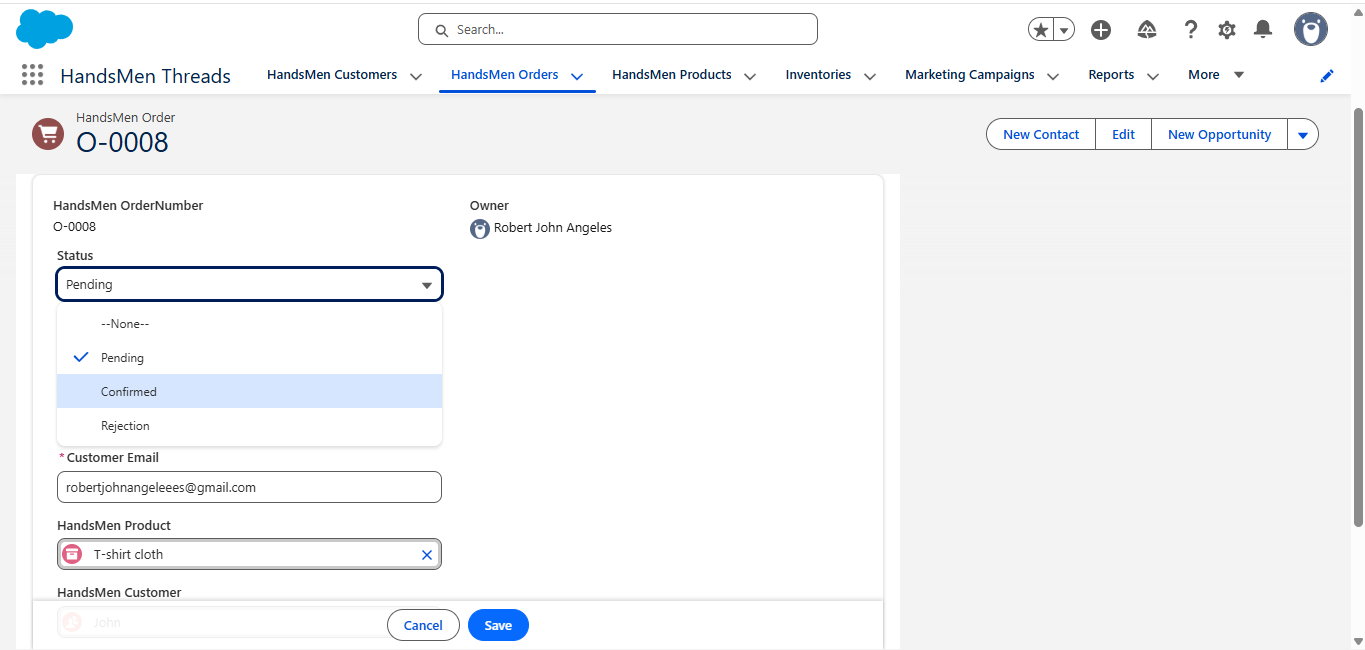 Search...
HandsMen Threads
HandsMen Customers
HandsMen Orders
HandsMen Products
Inventories
Marketing Campaigns
Reports
More
HandsMen Order
O-0008
New Contact
Edit
New Opportunity
HandsMen OrderNumber
O-0008
Owner
Robert John Angeles
Status
Pending
--None--
Pending
Confirmed
Rejection
*Customer Email
robertjohnangeleees@gmail.com
HandsMen Product
T-shirt cloth
HandsMen Customer
John
Cancel
Save